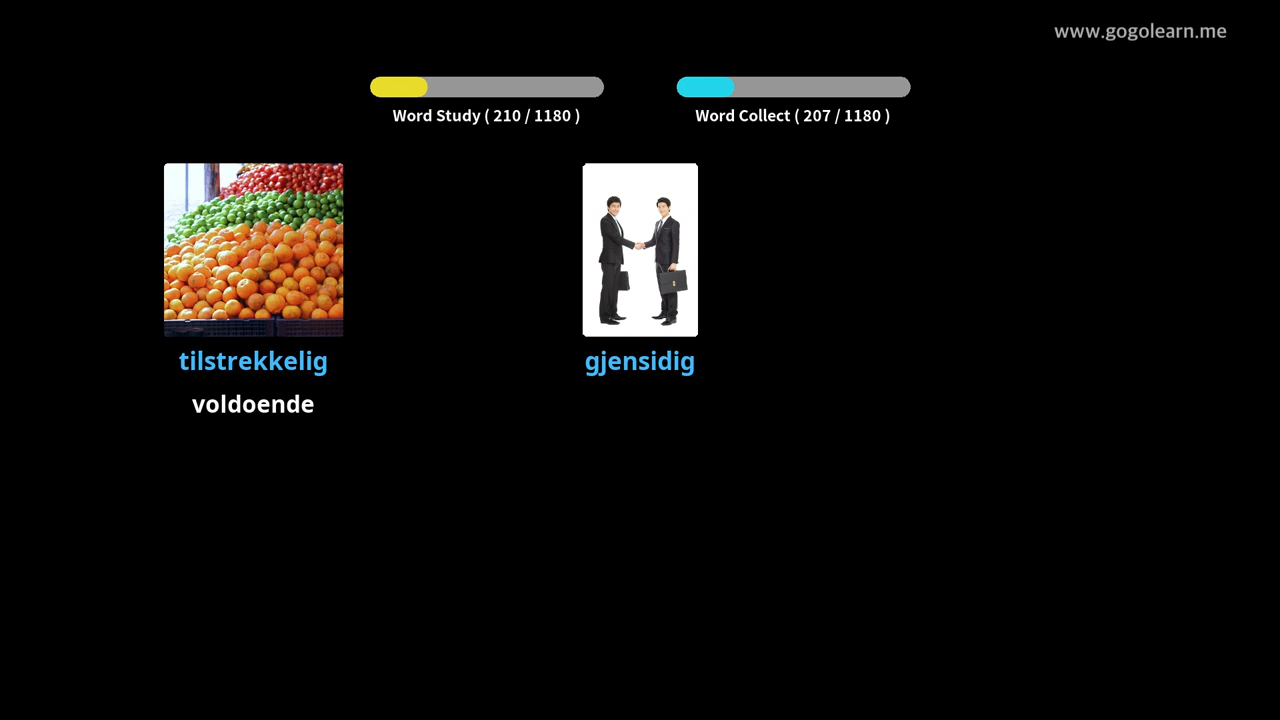 www.gogolearn.me
Word Study ( 210 / 1180 )
Word Collect ( 207 / 1180 )
tilstrekkelig
gjensidig
voldoende